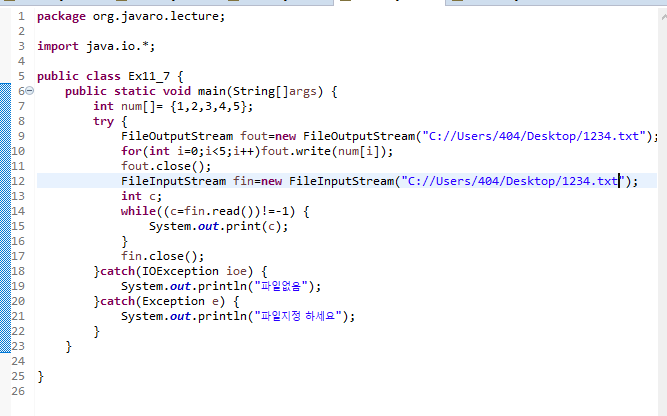 1 package org.javaro.lecture;
2
3 import java.io.*;
4
5 public class Ex11_7 {
6 public static void main(String[]args) {
7 int num[]= {1,2,3,4,5};
8 try {
9 FileOutputStream fout=new FileOutputStream("C://Users/404/Desktop/1234.txt");
10 for(int i=0;i<5;i++)fout.write(num[i]);
11 fout.close();
12 FileInputStream fin=new FileInputStream("C://Users/404/Desktop/1234.txt");
13 int c;
14 while((c=fin.read())!=-1) {
15 System.out.print(c);
16 }
17 fin.close();
18 }catch(IOException ioe) {
19 System.out.println("파일없음");
20 }catch(Exception e) {
21 System.out.println("파일지정 하세요");
22 }
23 }
24
25 }
26